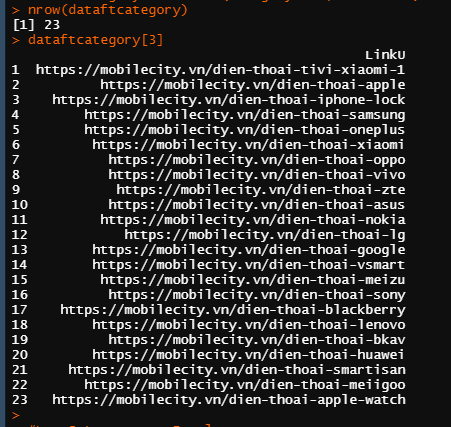 > nrow(dataftcategory)
[1] 23
> dataftcategory[3]
LinkU
1 https://mobilecity.vn/dien-thoai-tivi-xiaomi-1
2 https://mobilecity.vn/dien-thoai-apple
3 https://mobilecity.vn/dien-thoai-iphone-lock
4 https://mobilecity.vn/dien-thoai-samsung
5 https://mobilecity.vn/dien-thoai-oneplus
6 https://mobilecity.vn/dien-thoai-xiaomi
7 https://mobilecity.vn/dien-thoai-oppo
8 https://mobilecity.vn/dien-thoai-vivo
9 https://mobilecity.vn/dien-thoai-zte
10 https://mobilecity.vn/dien-thoai-asus
11 https://mobilecity.vn/dien-thoai-nokia
12 https://mobilecity.vn/dien-thoai-lg
13 https://mobilecity.vn/dien-thoai-google
14 https://mobilecity.vn/dien-thoai-vsmart
15 https://mobilecity.vn/dien-thoai-meizu
16 https://mobilecity.vn/dien-thoai-sony
17 https://mobilecity.vn/dien-thoai-blackberry
18 https://mobilecity.vn/dien-thoai-lenovo
19 https://mobilecity.vn/dien-thoai-bkav
20 https://mobilecity.vn/dien-thoai-huawei
21 https://mobilecity.vn/dien-thoai-smartisan
22 https://mobilecity.vn/dien-thoai-meiigoo
23 https://mobilecity.vn/dien-thoai-apple-watch
>